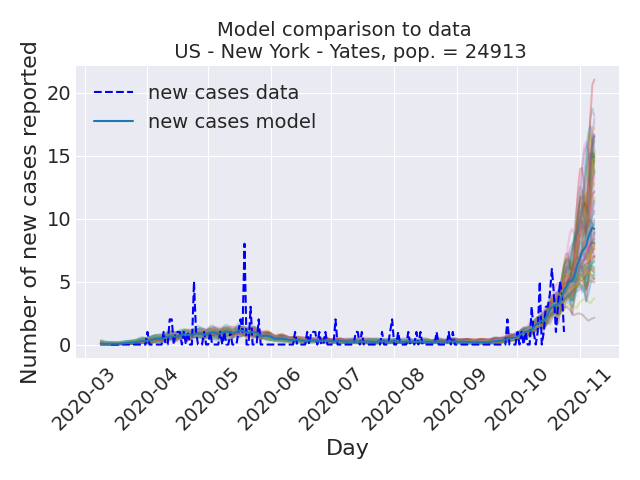 Model comparison to data
US - New York - Yates, pop. = 24913
Number of new cases reported
20
15
10
5
0
new cases data
new cases model
2020-03
2020-04
2020-05
2020-06
2020-07
2020-08
2020-09
2020-10
2020-11
Day